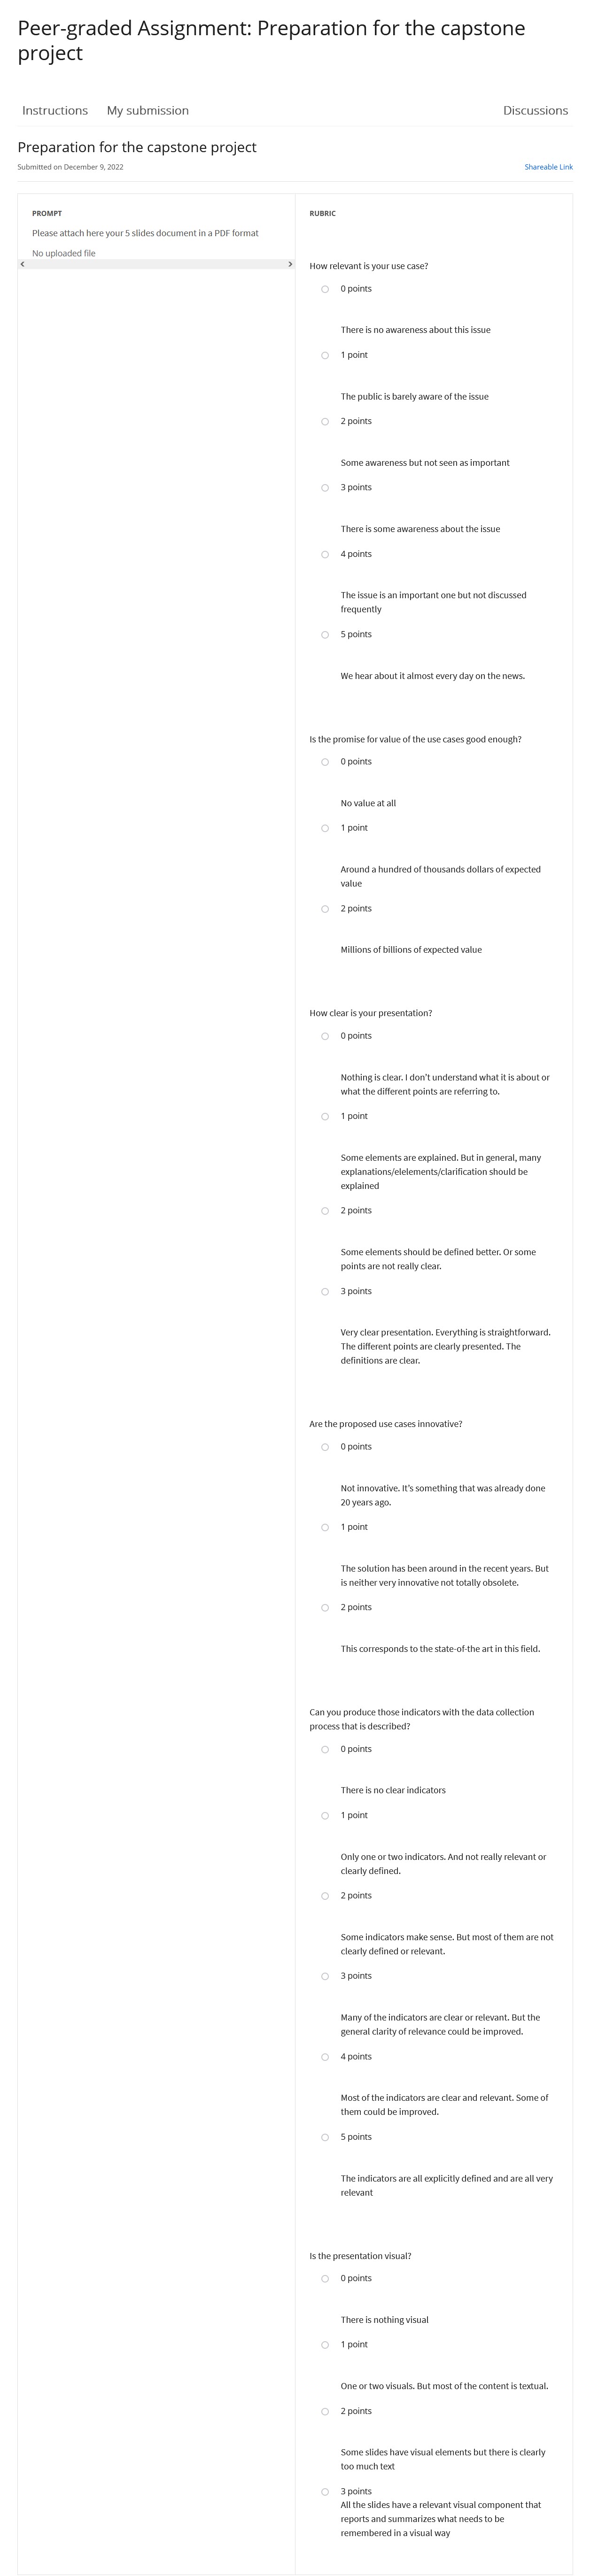 Peer-graded Assignment: Preparation for the capstone
project
Instructions My submission Discussions
Preparation for the capstone project
Submitted on December 9, 2022 Shareable Link
PROMPT
Please attach here your 5 slides document in a PDF format
No uploaded file
RUBRIC
How relevant is your use case?
0 points
There is no awareness about this issue
1 point
The public is barely aware of the issue
2 points
Some awareness but not seen as important
3 points
There is some awareness about the issue
4 points
The issue is an important one but not discussed
frequently
5 points
We hear about it almost every day on the news.
Is the promise for value of the use cases good enough?
0 points
No value at all
1 point
Around a hundred of thousands dollars of expected
value
2 points
Millions of billions of expected value
How clear is your presentation?
0 points
Nothing is clear. I don't understand what it is about or
what the different points are referring to.
1 point
Some elements are explained. But in general, many
explanations/elelements/clarification should be
explained
2 points
Some elements should be defined better. Or some
points are not really clear.
3 points
Very clear presentation. Everything is straightforward.
The different points are clearly presented. The
definitions are clear.
Are the proposed use cases innovative?
0 points
Not innovative. It's something that was already done
20 years ago.
1 point
The solution has been around in the recent years. But
is neither very innovative not totally obsolete.
2 points
This corresponds to the state-of-the art in this field.
Can you produce those indicators with the data collection
process that is described?
0 points
There is no clear indicators
1 point
Only one or two indicators. And not really relevant or
clearly defined.
2 points
Some indicators make sense. But most of them are not
clearly defined or relevant.
3 points
Many of the indicators are clear or relevant. But the
general clarity of relevance could be improved.
4 points
Most of the indicators are clear and relevant. Some of
them could be improved.
5 points
The indicators are all explicitly defined and are all very
relevant
Is the presentation visual?
0 points
There is nothing visual
1 point
One or two visuals. But most of the content is textual.
2 points
Some slides have visual elements but there is clearly
too much text
3 points
All the slides have a relevant visual component that
reports and summarizes what needs to be
remembered in a visual way